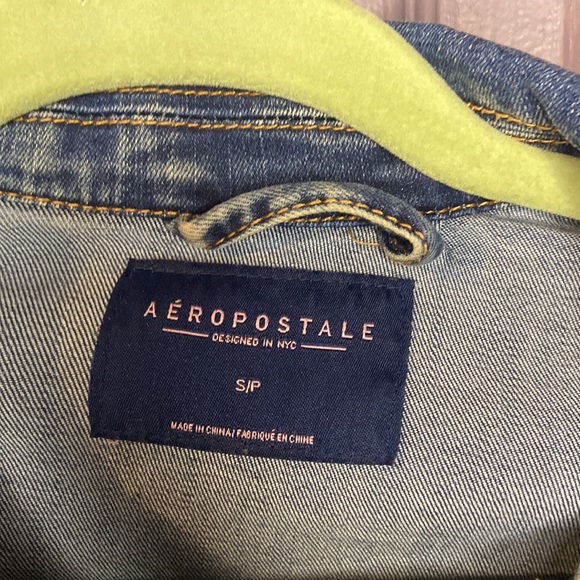 AÉROPOSTALE
DESIGNED IN NYC
S/P
MADE IN CHINA / FABRIQUÉ EN CHINE